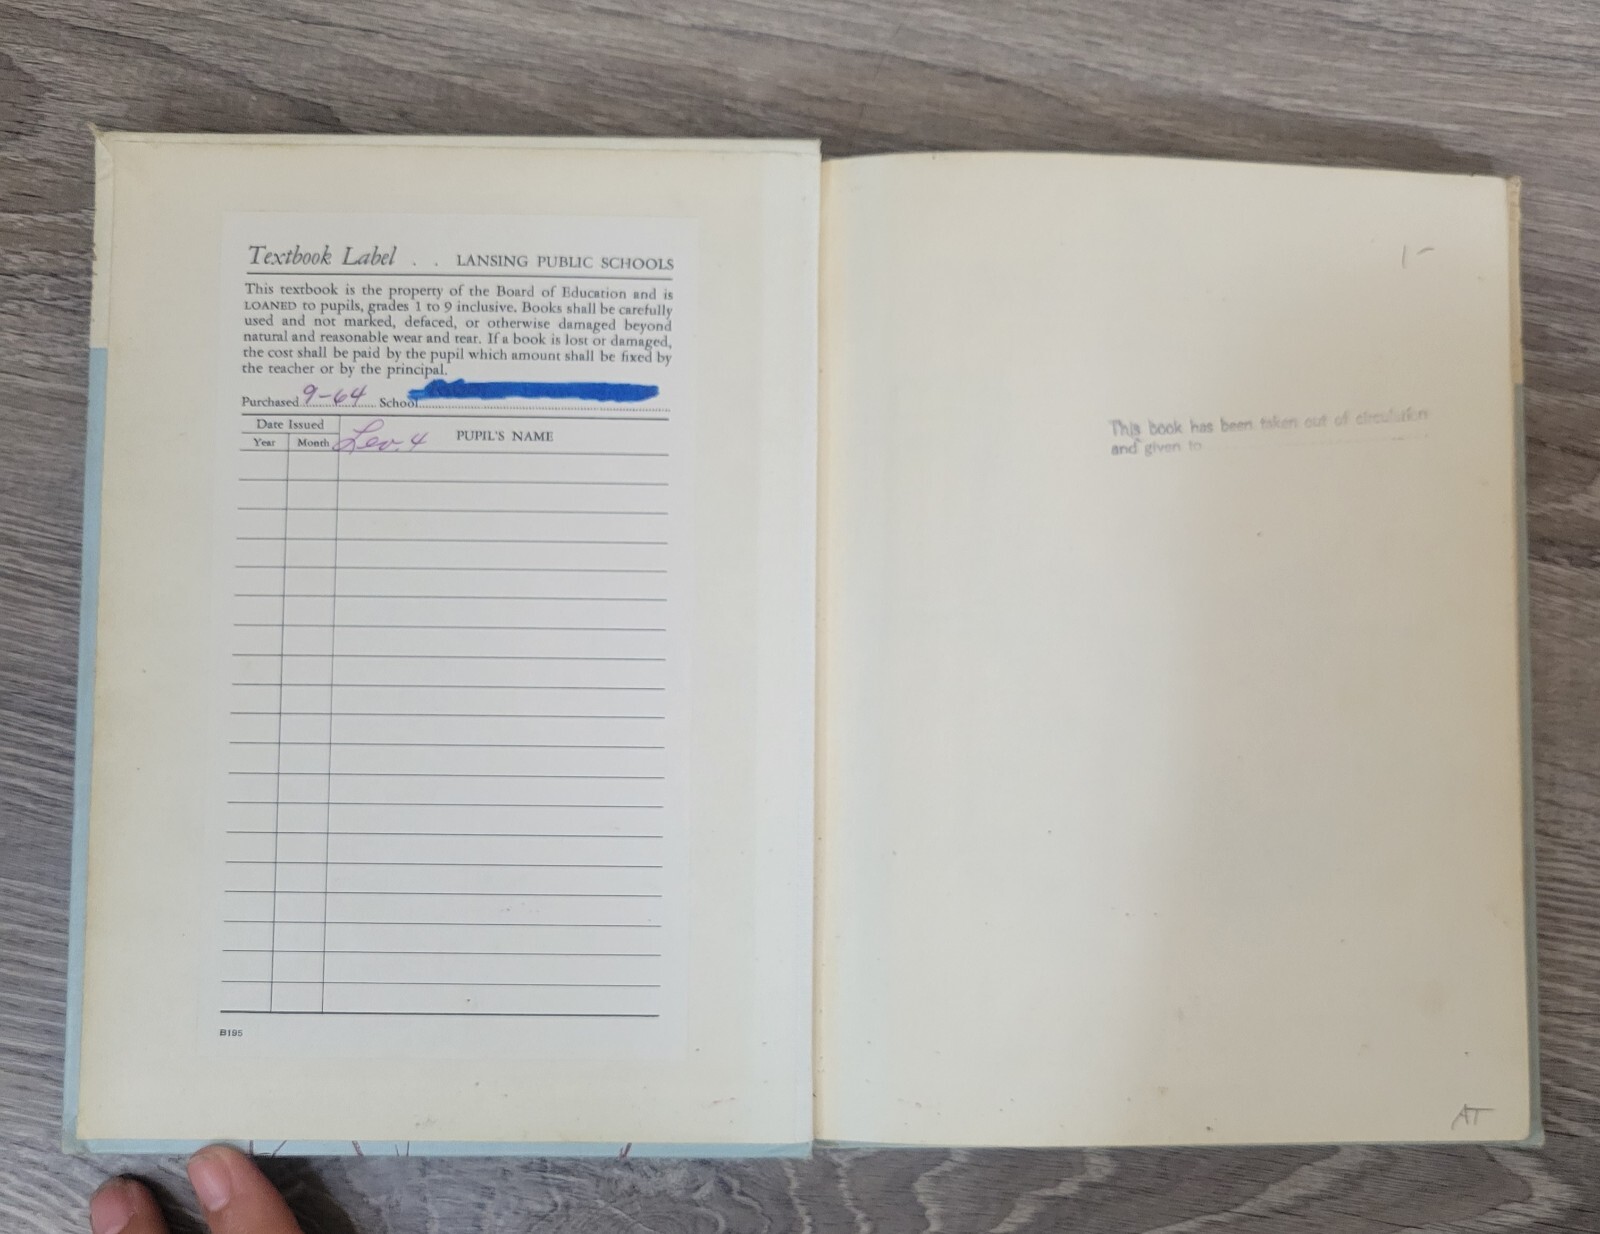 Textbook Label . . LANSING PUBLIC SCHOOLS
This textbook is the property of the Board of Education and is
LOANED to pupils, grades 1 to 9 inclusive. Books shall be carefully
used and not marked, defaced, or otherwise damaged beyond
natural and reasonable wear and tear. If a book is lost or damaged,
the cost shall be paid by the pupil which amount shall be fixed by
the teacher or by the principal.
Purchased 9-64 School
Date Issued
Year Month Lev. 4 PUPIL'S NAME
B195
1-
This book has been taken out of circulation
and given to
AT